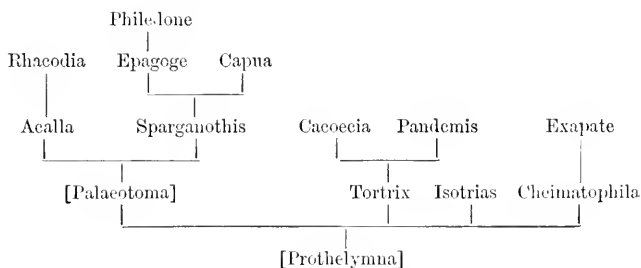 Philedone
Rhacodia Epagoge Capua
Acalla Sparganothis Cacoecia Pandemis Exapate
[Palaeotoma] Tortrix Isotrias Cheimatophila
[Prothelymna]